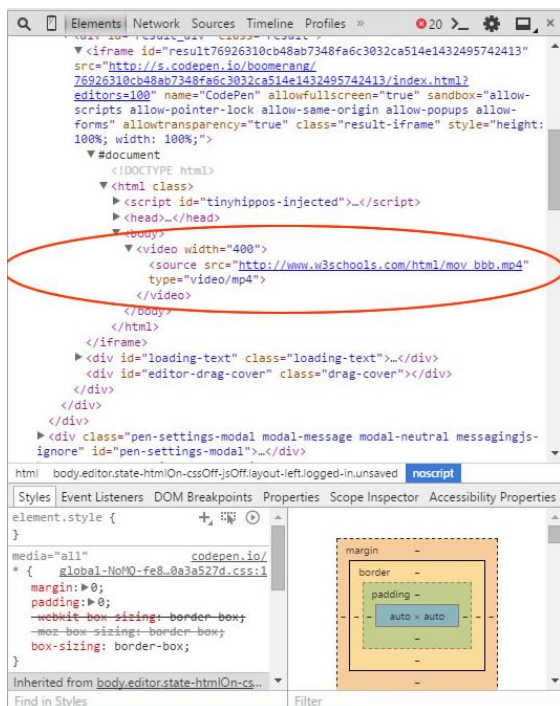 Elements Network Sources Timeline Profiles » 20
<div id="result_div" class="result">
▼<iframe id="result76926310cb48ab7348fa6c3032ca514e1432495742413"
src="http://s.codepen.io/boomerang/
76926310cb48ab7348fa6c3032ca514e1432495742413/index.html?
editors=100" name="CodePen" allowfullscreen="true" sandbox="allow-
scripts allow-pointer-lock allow-same-origin allow-popups allow-
forms" allowtransparency="true" class="result-iframe" style="height:
100%; width: 100%;">
▼#document
<!DOCTYPE html>
▼<html class>
▶<script id="tinyhippos-injected">…</script>
▶<head>…</head>
▼<body>
▼<video width="400">
<source src="http://www.w3schools.com/html/mov_bbb.mp4"
type="video/mp4">
</video>
</body>
</html>
</iframe>
▶<div id="loading-text" class="loading-text">…</div>
<div id="editor-drag-cover" class="drag-cover"></div>
</div>
</div>
</div>
▶<div class="pen-settings-modal modal-message modal-neutral messagingjs-
ignore" id="pen-settings-modal">…</div>
html body.editor.state-htmlOn-cssOff-jsOff.layout-left.logged-in.unsaved noscript
Styles Event Listeners DOM Breakpoints Properties Scope Inspector Accessibility Properties
element.style {
}
media="all" codepen.io/
* { global-NoMQ-fe8…0a3a527d.css:1
margin:▶0;
padding:▶0;
-webkit-box-sizing: border-box;
-moz-box-sizing: border-box;
box-sizing: border-box;
}
Inherited from body.editor.state-htmlOn-cs…
Find in Styles
margin –
border –
padding –
– – – auto × auto – – –
–
–
–
Filter